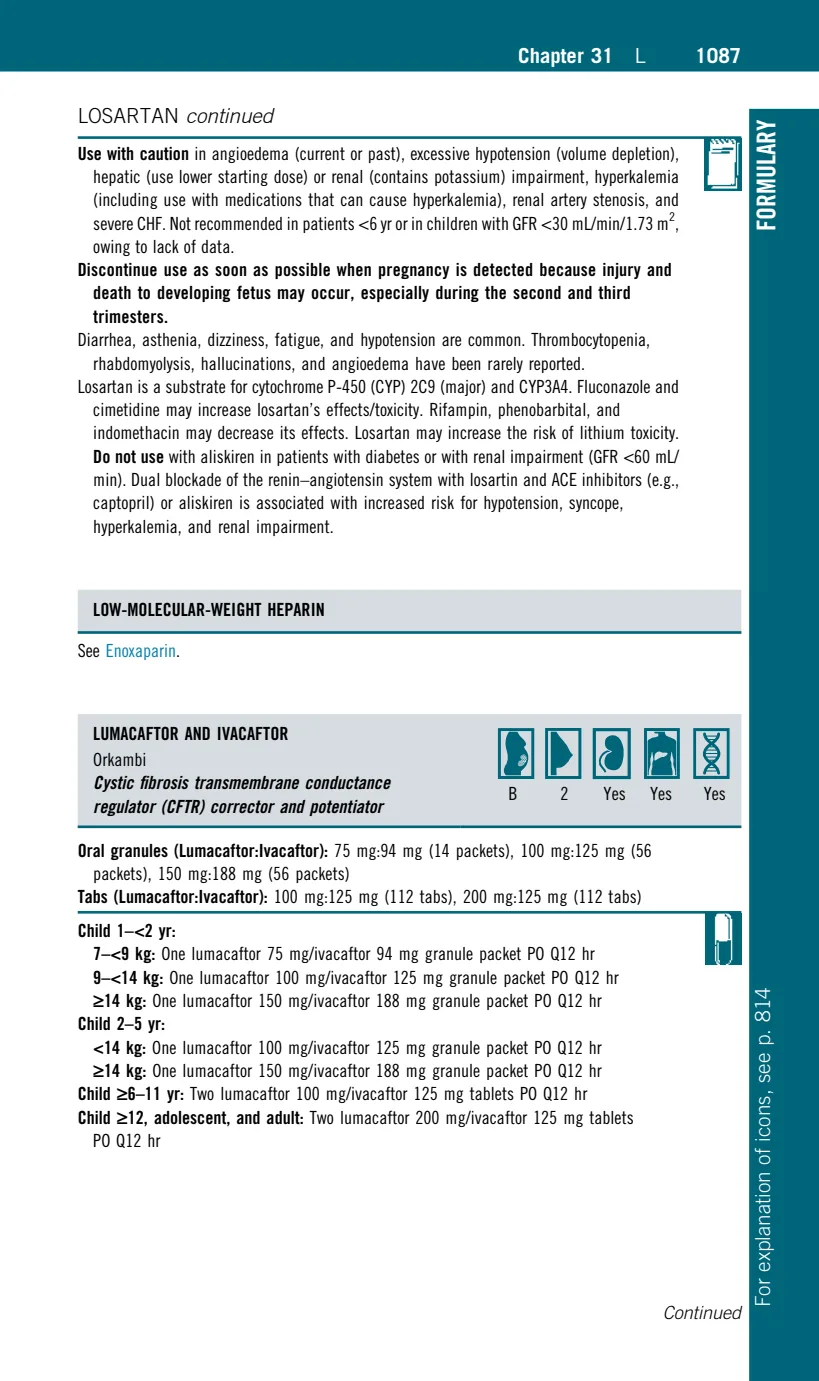 Chapter 31 L 1087
LOSARTAN continued
Use with caution in angioedema (current or past), excessive hypotension (volume depletion),
hepatic (use lower starting dose) or renal (contains potassium) impairment, hyperkalemia
(including use with medications that can cause hyperkalemia), renal artery stenosis, and
severe CHF. Not recommended in patients <6 yr or in children with GFR <30 mL/min/1.73 m²,
owing to lack of data.
Discontinue use as soon as possible when pregnancy is detected because injury and
death to developing fetus may occur, especially during the second and third
trimesters.
Diarrhea, asthenia, dizziness, fatigue, and hypotension are common. Thrombocytopenia,
rhabdomyolysis, hallucinations, and angioedema have been rarely reported.
Losartan is a substrate for cytochrome P-450 (CYP) 2C9 (major) and CYP3A4. Fluconazole and
cimetidine may increase losartan’s effects/toxicity. Rifampin, phenobarbital, and
indomethacin may decrease its effects. Losartan may increase the risk of lithium toxicity.
Do not use with aliskiren in patients with diabetes or with renal impairment (GFR <60 mL/
min). Dual blockade of the renin–angiotensin system with losartin and ACE inhibitors (e.g.,
captopril) or aliskiren is associated with increased risk for hypotension, syncope,
hyperkalemia, and renal impairment.
LOW-MOLECULAR-WEIGHT HEPARIN
See Enoxaparin.
LUMACAFTOR AND IVACAFTOR
Orkambi
Cystic fibrosis transmembrane conductance
regulator (CFTR) corrector and potentiator
B 2 Yes Yes Yes
Oral granules (Lumacaftor:Ivacaftor): 75 mg:94 mg (14 packets), 100 mg:125 mg (56
packets), 150 mg:188 mg (56 packets)
Tabs (Lumacaftor:Ivacaftor): 100 mg:125 mg (112 tabs), 200 mg:125 mg (112 tabs)
Child 1–<2 yr:
7–<9 kg: One lumacaftor 75 mg/ivacaftor 94 mg granule packet PO Q12 hr
9–<14 kg: One lumacaftor 100 mg/ivacaftor 125 mg granule packet PO Q12 hr
≥14 kg: One lumacaftor 150 mg/ivacaftor 188 mg granule packet PO Q12 hr
Child 2–5 yr:
<14 kg: One lumacaftor 100 mg/ivacaftor 125 mg granule packet PO Q12 hr
≥14 kg: One lumacaftor 150 mg/ivacaftor 188 mg granule packet PO Q12 hr
Child ≥6–11 yr: Two lumacaftor 100 mg/ivacaftor 125 mg tablets PO Q12 hr
Child ≥12, adolescent, and adult: Two lumacaftor 200 mg/ivacaftor 125 mg tablets
PO Q12 hr
Continued
FORMULARY
For explanation of icons, see p. 814